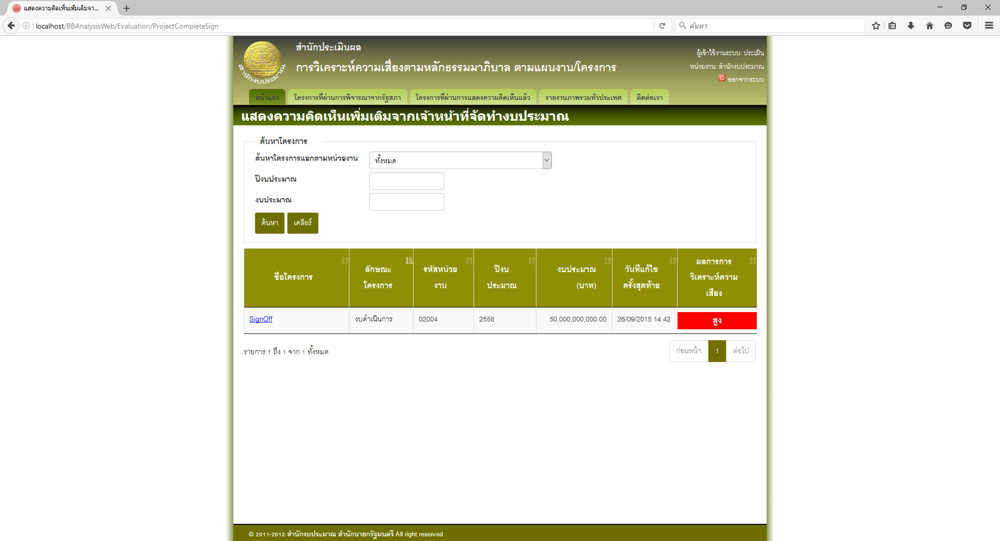 แสดงความคิดเห็นเพิ่มเติมจา...
localhost/BBAnalysisWeb/Evaluation/ProjectCompleteSign
ค้นหา
สำนักงบประมาณ
สำนักประเมินผล
การวิเคราะห์ความเสี่ยงตามหลักธรรมมาภิบาล ตามแผนงาน/โครงการ
ผู้เข้าใช้งานระบบ: ประเมิน
หน่วยงาน: สำนักงบประมาณ
ออกจากระบบ
หน้าแรก
โครงการที่ผ่านการพิจารณาจากรัฐสภา
โครงการที่ผ่านการแสดงความคิดเห็นแล้ว
รายงานภาพรวมทั่วประเทศ
ติดต่อเรา
แสดงความคิดเห็นเพิ่มเติมจากเจ้าหน้าที่จัดทำงบประมาณ
ค้นหาโครงการ
ค้นหาโครงการแยกตามหน่วยงาน
ทั้งหมด
ปีงบประมาณ
งบประมาณ
ค้นหา
เคลียร์
ชื่อโครงการ
ลักษณะ
โครงการ
รหัสหน่วย
งาน
ปีงบ
ประมาณ
งบประมาณ
(บาท)
วันที่แก้ไข
ครั้งสุดท้าย
ผลการการ
วิเคราะห์ความ
เสี่ยง
SignOff
งบดำเนินการ
02004
2558
50,000,000,000.00
26/09/2015 14:42
สูง
รายการ 1 ถึง 1 จาก 1 ทั้งหมด
ก่อนหน้า
1
ต่อไป
© 2011-2012 สำนักงบประมาณ สำนักนายกรัฐมนตรี All right reserved